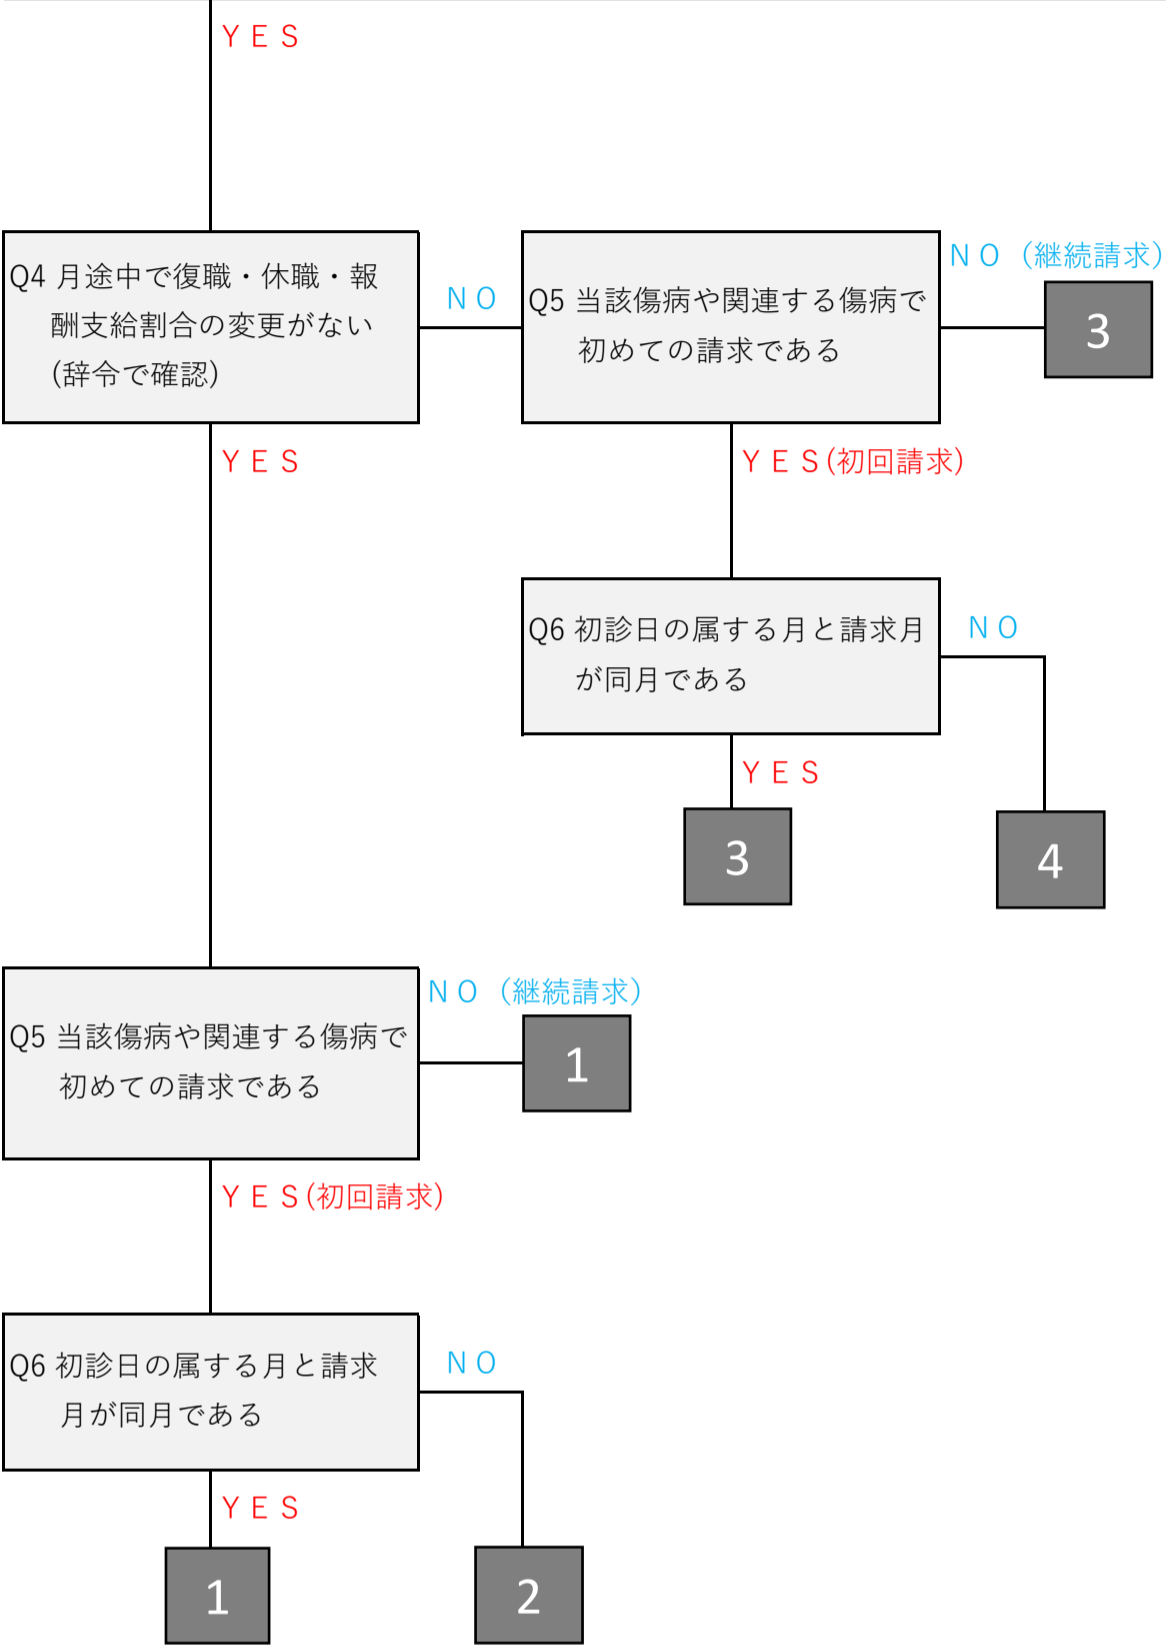 ＹＥＳ
Q4 月途中で復職・休職・報
酬支給割合の変更がない
(辞令で確認)
ＮＯ
Q5 当該傷病や関連する傷病で
初めての請求である
ＮＯ（継続請求）
3
ＹＥＳ
ＹＥＳ(初回請求)
Q6 初診日の属する月と請求月
が同月である
ＮＯ
ＹＥＳ
3
4
Q5 当該傷病や関連する傷病で
初めての請求である
ＮＯ（継続請求）
1
ＹＥＳ(初回請求)
Q6 初診日の属する月と請求
月が同月である
ＮＯ
ＹＥＳ
1
2